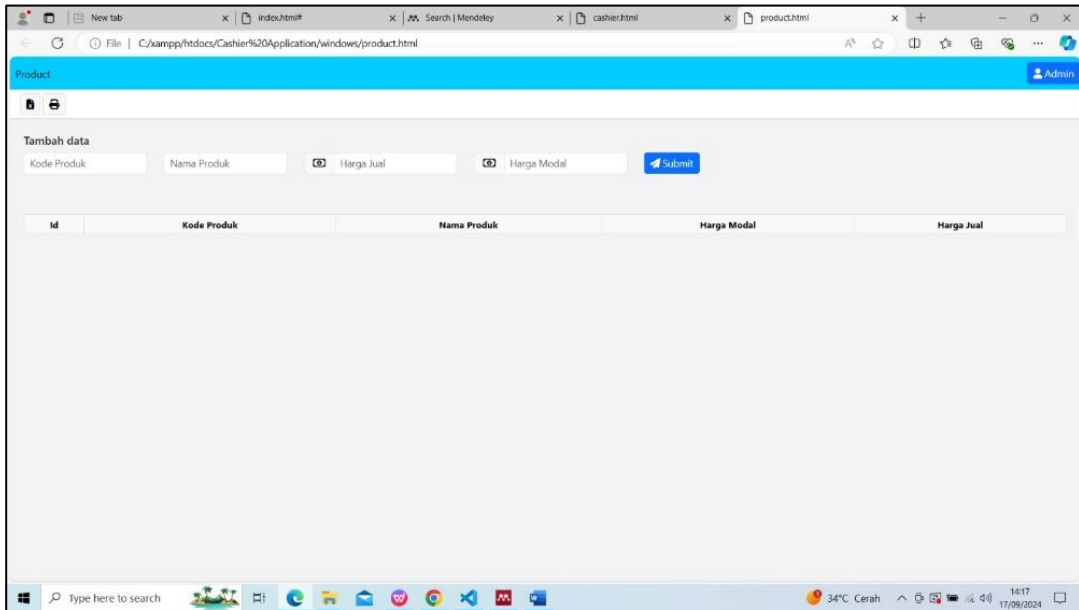 New tab
index.html#
Search | Mendeley
cashier.html
product.html
File | C:/xampp/htdocs/Cashier%20Application/windows/product.html
Product
Admin
Tambah data
Kode Produk
Nama Produk
Harga Jual
Harga Modal
Submit
Id
Kode Produk
Nama Produk
Harga Modal
Harga Jual
Type here to search
34°C Cerah
14:17
17/09/2024